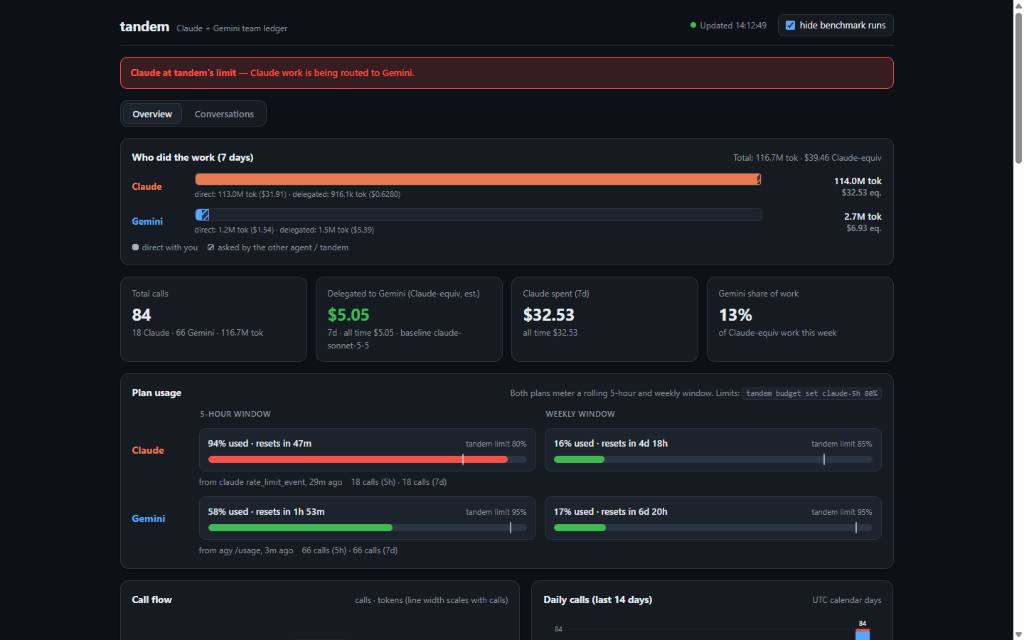 tandem Claude + Gemini team ledger
Updated 14:12:49
hide benchmark runs
Claude at tandem's limit — Claude work is being routed to Gemini.
Overview Conversations
Who did the work (7 days)
Total: 116.7M tok · $39.46 Claude-equiv
Claude
114.0M tok
direct: 113.0M tok ($31.91) · delegated: 916.1k tok ($0.6280)
$32.53 eq.
Gemini
2.7M tok
direct: 1.2M tok ($1.54) · delegated: 1.5M tok ($5.39)
$6.93 eq.
direct with you asked by the other agent / tandem
Total calls
84
18 Claude · 66 Gemini · 116.7M tok
Delegated to Gemini (Claude-equiv, est.)
$5.05
7d · all time $5.05 · baseline claude-
sonnet-5-5
Claude spent (7d)
$32.53
all time $32.53
Gemini share of work
13%
of Claude-equiv work this week
Plan usage
Both plans meter a rolling 5-hour and weekly window. Limits: tandem budget set claude-5h 80%
5-HOUR WINDOW
WEEKLY WINDOW
Claude
94% used · resets in 47m
tandem limit 80%
16% used · resets in 4d 18h
tandem limit 85%
from claude rate_limit_event, 29m ago 18 calls (5h) · 18 calls (7d)
Gemini
58% used · resets in 1h 53m
tandem limit 95%
17% used · resets in 6d 20h
tandem limit 95%
from agy /usage, 3m ago 66 calls (5h) · 66 calls (7d)
Call flow
calls · tokens (line width scales with calls)
Daily calls (last 14 days)
UTC calendar days
84
84